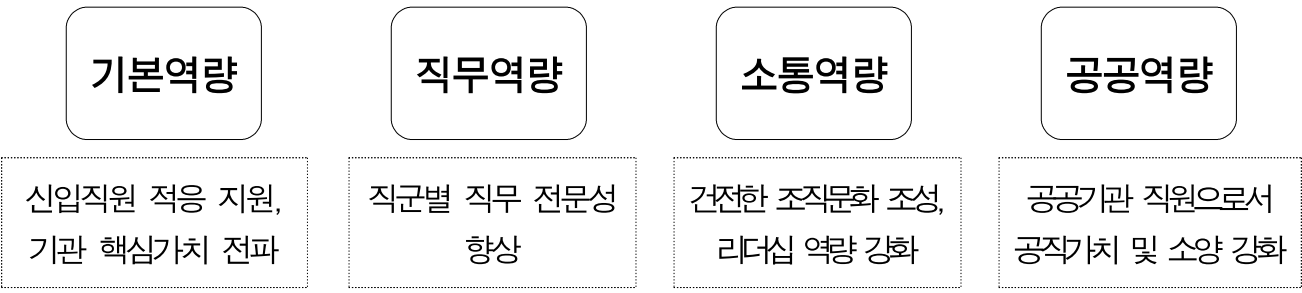 기본역량
직무역량
소통역량
공공역량
신입직원 적응 지원,
기관 핵심가치 전파
직군별 직무 전문성
향상
건전한 조직문화 조성,
리더십 역량 강화
공공기관 직원으로서
공직가치 및 소양 강화